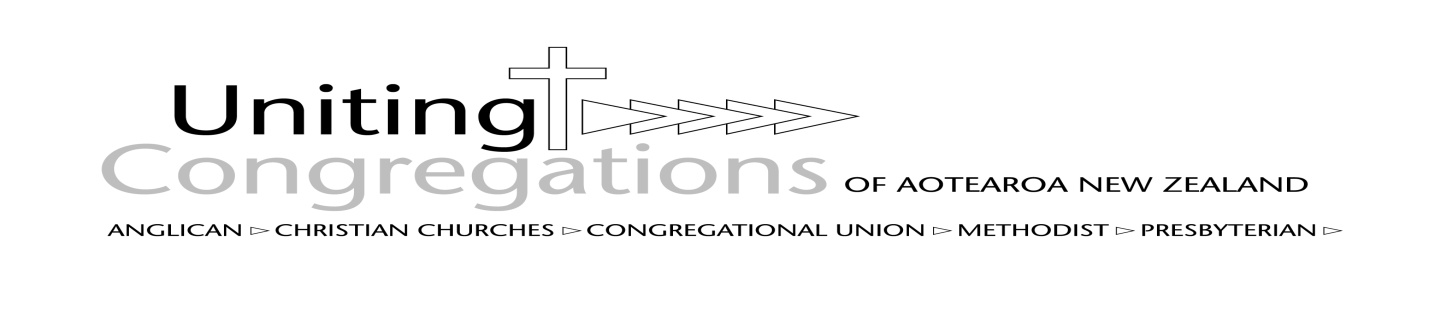 Uniting
Congregations OF AOTEAROA NEW ZEALAND
ANGLICAN ▻ CHRISTIAN CHURCHES ▻ CONGREGATIONAL UNION ▻ METHODIST ▻ PRESBYTERIAN ▻